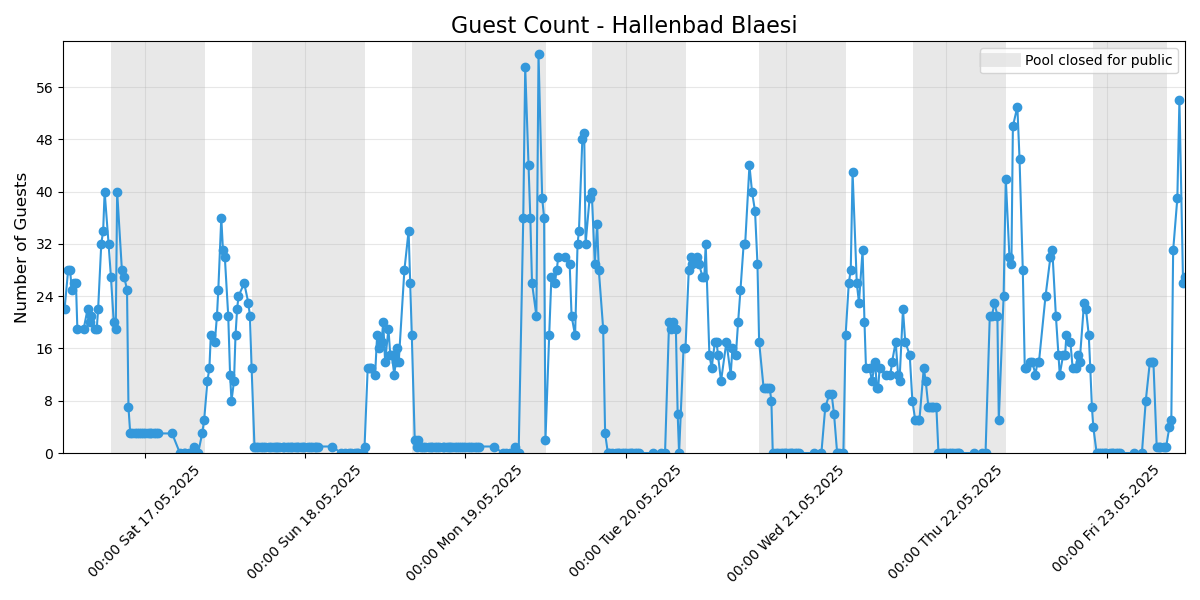 Guest Count - Hallenbad Blaesi
Pool closed for public
Number of Guests
56
48
40
32
24
16
8
0
00:00 Sat 17.05.2025
00:00 Sun 18.05.2025
00:00 Mon 19.05.2025
00:00 Tue 20.05.2025
00:00 Wed 21.05.2025
00:00 Thu 22.05.2025
00:00 Fri 23.05.2025